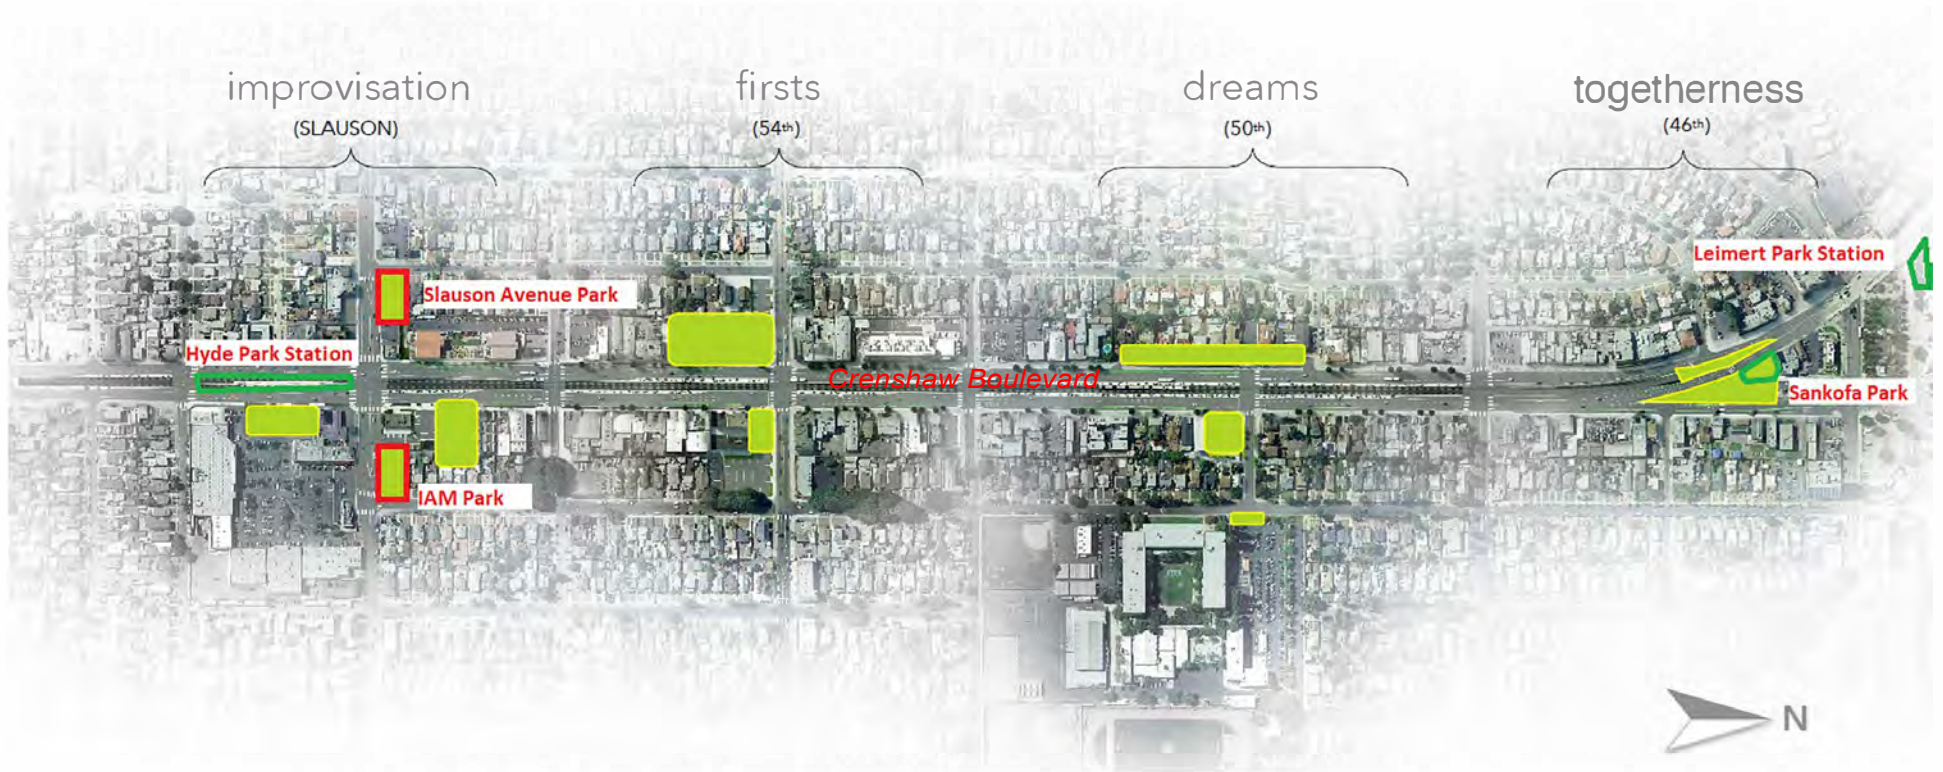 improvisation
(SLAUSON)
firsts
(54th)
dreams
(50th)
togetherness
(46th)
Leimert Park Station
Slauson Avenue Park
Hyde Park Station
Crenshaw Boulevard
Sankofa Park
IAM Park
N